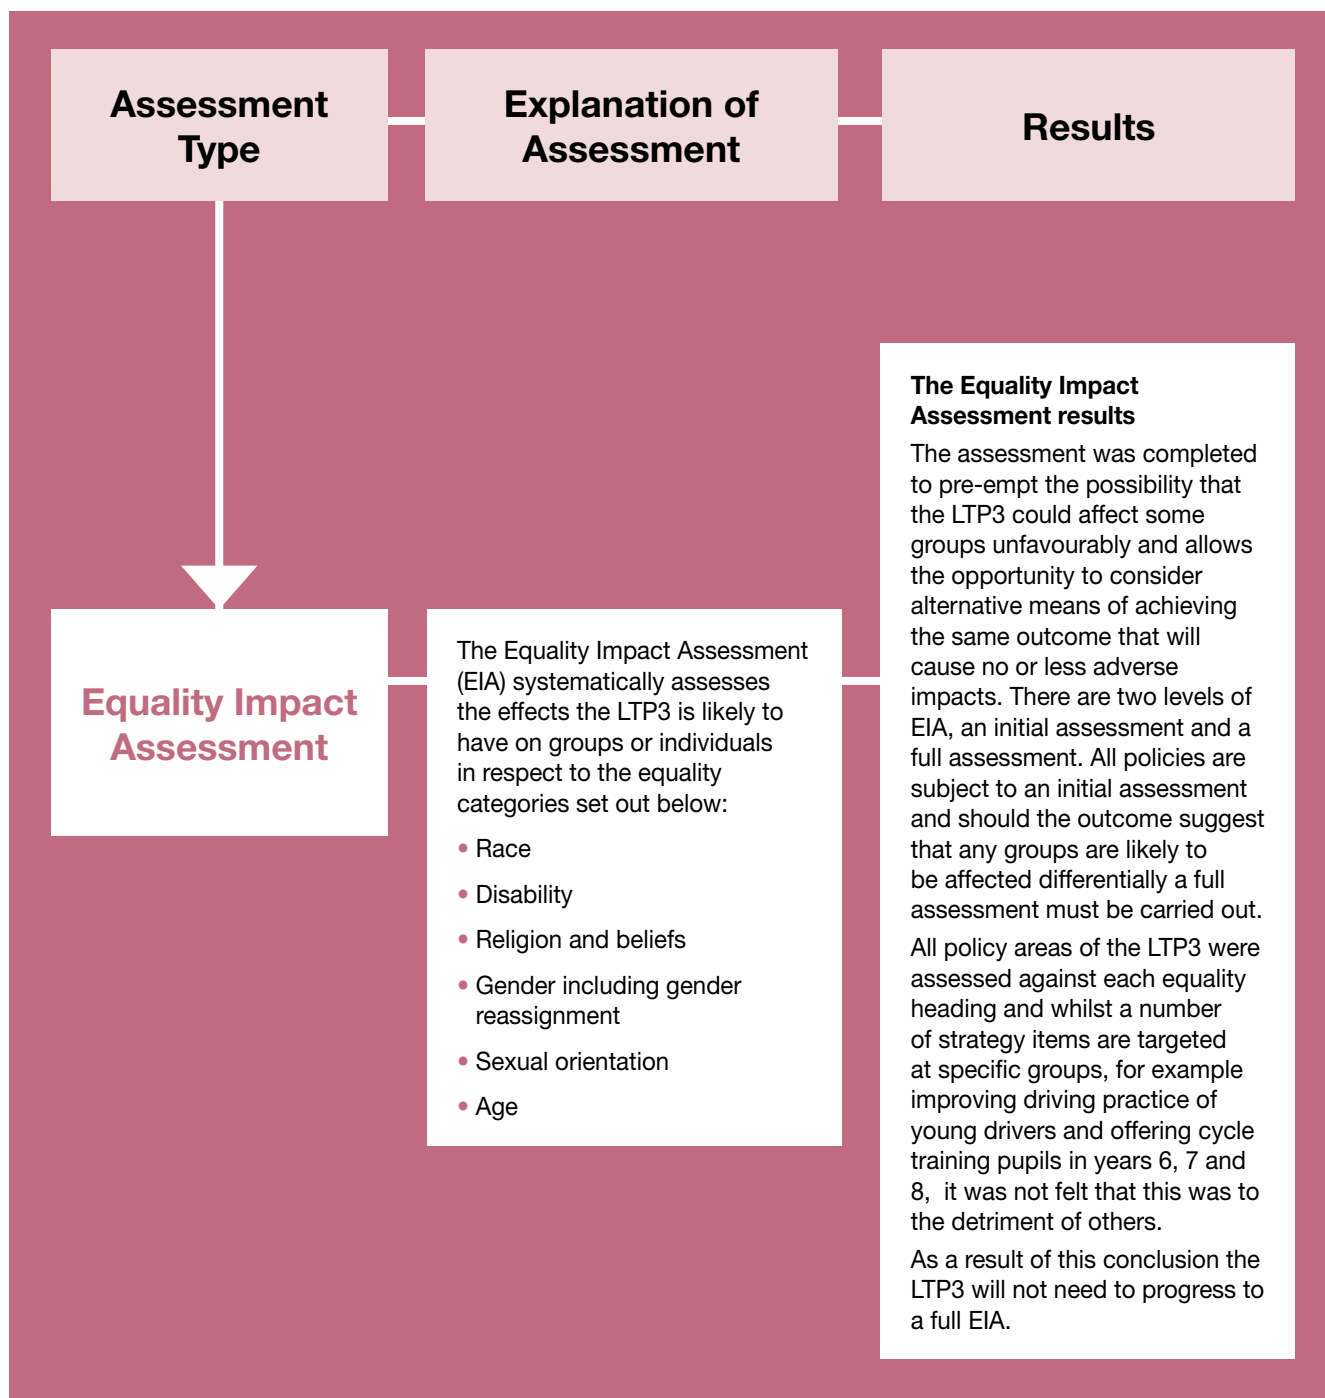 Assessment
Type
Explanation of
Assessment
Results
Equality Impact
Assessment
The Equality Impact Assessment
(EIA) systematically assesses
the effects the LTP3 is likely to
have on groups or individuals
in respect to the equality
categories set out below:
• Race
• Disability
• Religion and beliefs
• Gender including gender
reassignment
• Sexual orientation
• Age
The Equality Impact
Assessment results
The assessment was completed
to pre-empt the possibility that
the LTP3 could affect some
groups unfavourably and allows
the opportunity to consider
alternative means of achieving
the same outcome that will
cause no or less adverse
impacts. There are two levels of
EIA, an initial assessment and a
full assessment. All policies are
subject to an initial assessment
and should the outcome suggest
that any groups are likely to
be affected differentially a full
assessment must be carried out.
All policy areas of the LTP3 were
assessed against each equality
heading and whilst a number
of strategy items are targeted
at specific groups, for example
improving driving practice of
young drivers and offering cycle
training pupils in years 6, 7 and
8,  it was not felt that this was to
the detriment of others.
As a result of this conclusion the
LTP3 will not need to progress to
a full EIA.